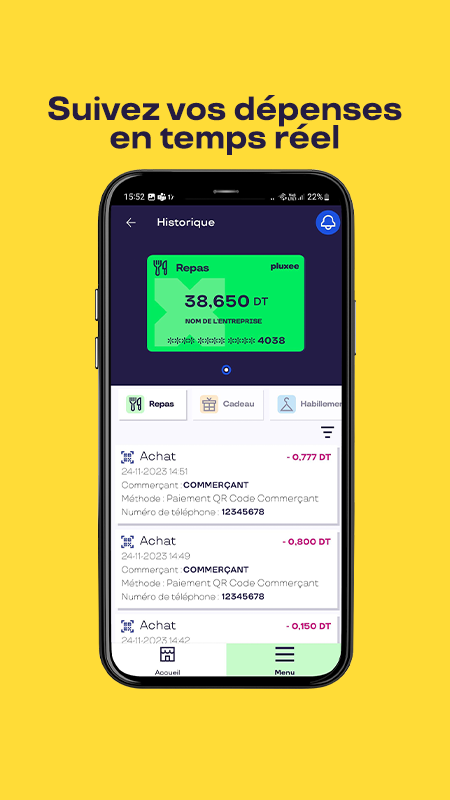 Suivez vos dépenses
en temps réel
15:52 17 22%
Historique
Repas pluxee
38,650 DT
NOM DE L'ENTREPRISE
**** **** **** 4038
Repas Cadeau Habillemen
Achat - 0,777 DT
24-11-2023 14:51
Commerçant : COMMERÇANT
Méthode : Paiement QR Code Commerçant
Numéro de téléphone : 12345678
Achat - 0,800 DT
24-11-2023 14:49
Commerçant : COMMERÇANT
Méthode : Paiement QR Code Commerçant
Numéro de téléphone : 12345678
Achat - 0,150 DT
24-11-2023 14:42
Accueil Menu